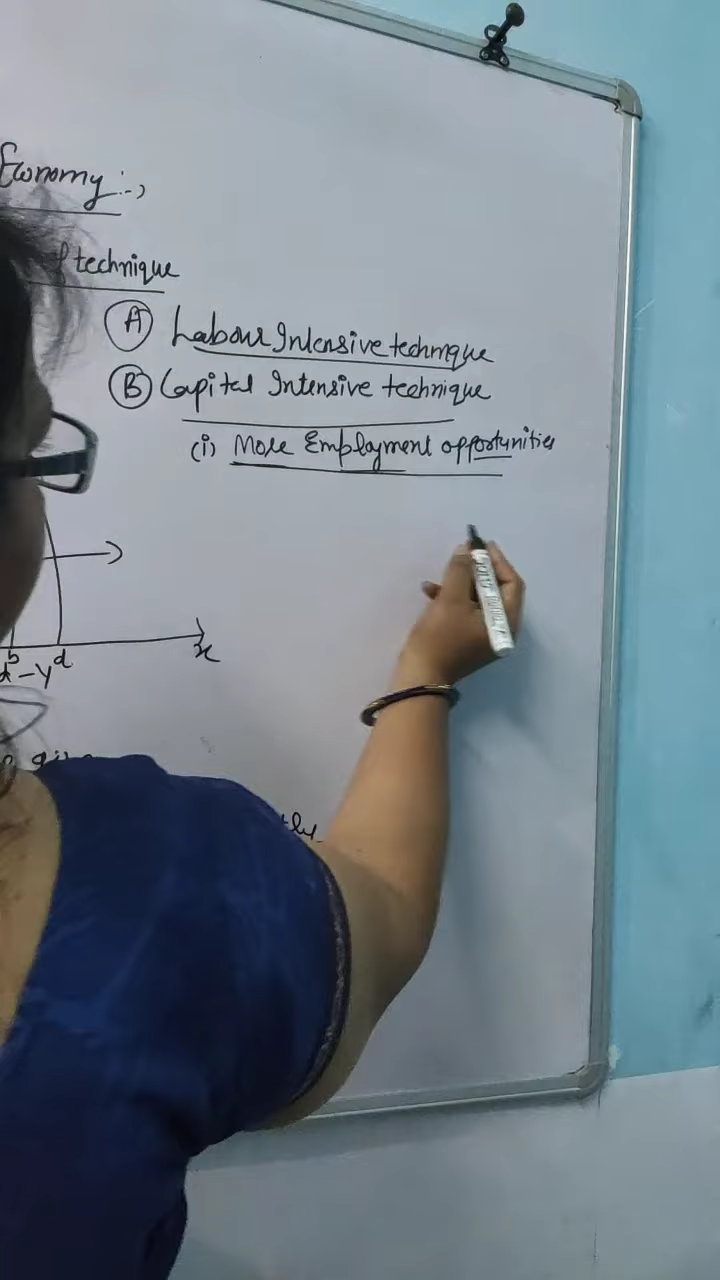 Economy :-,
technique
(A) Labour Intensive technique
(B) Capital Intensive technique
(i) More Employment opportunities
x
b d
- Y